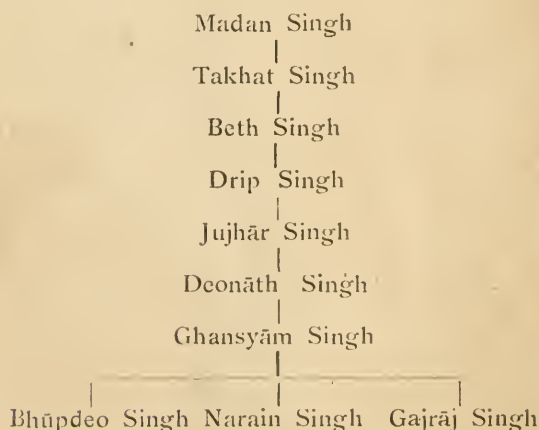 Madan Singh
Takhat Singh
Beth Singh
Drip Singh
Jujhār Singh
Deonāth Singh
Ghansyām Singh
Bhūpdeo Singh Narain Singh Gajrāj Singh